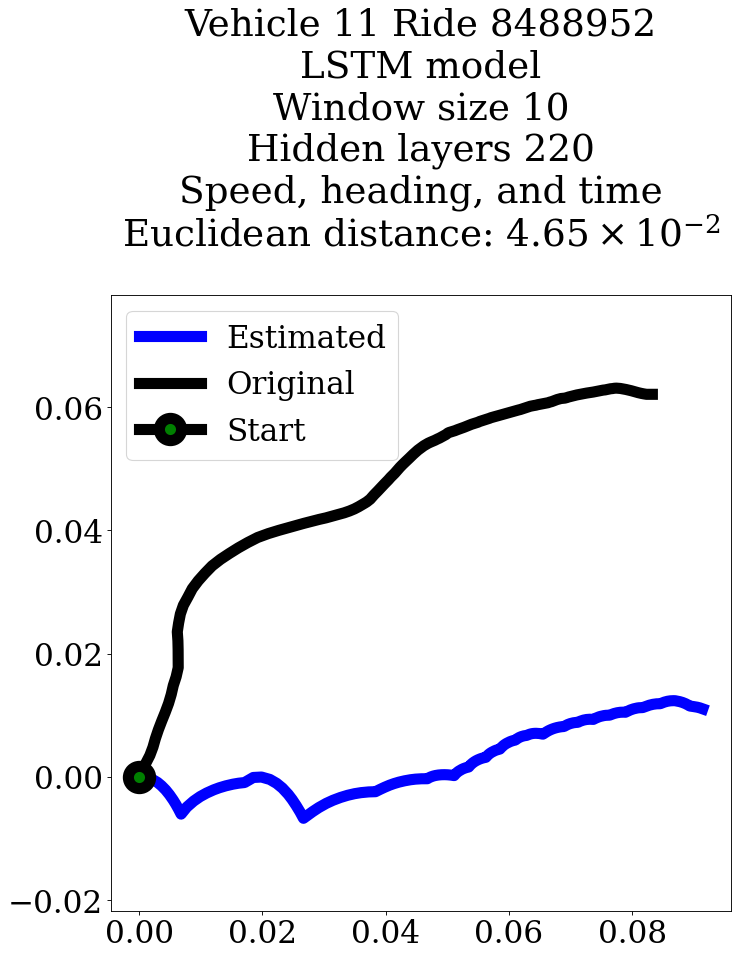 Vehicle 11 Ride 8488952
LSTM model
Window size 10
Hidden layers 220
Speed, heading, and time
Euclidean distance: 4.65 × 10⁻²
Estimated
Original
Start
0.06
0.04
0.02
0.00
−0.02
0.00 0.02 0.04 0.06 0.08